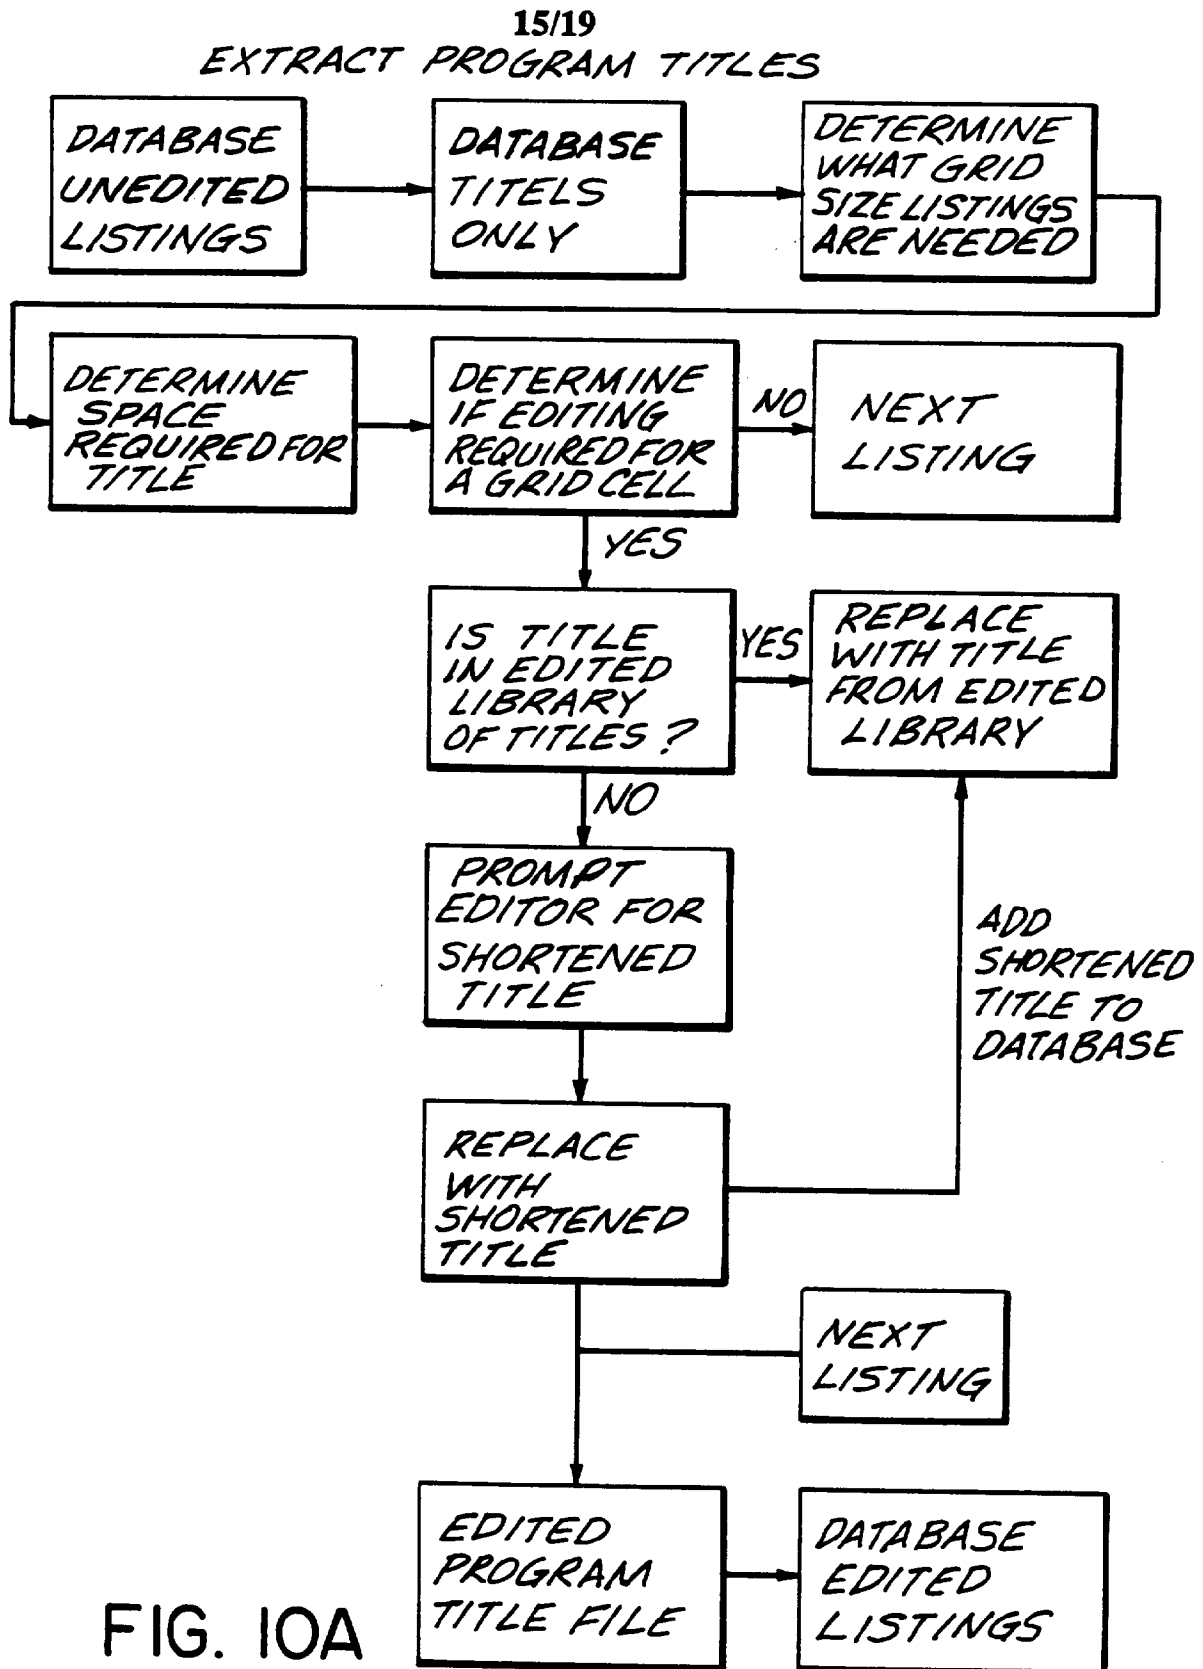 15/19
EXTRACT PROGRAM TITLES
DATABASE
UNEDITED
LISTINGS
DATABASE
TITELS
ONLY
DETERMINE
WHAT GRID
SIZE LISTINGS
ARE NEEDED
DETERMINE
SPACE
REQUIRED FOR
TITLE
DETERMINE
IF EDITING
REQUIRED FOR
A GRID CELL
NO
NEXT
LISTING
YES
IS TITLE
IN EDITED
LIBRARY
OF TITLES?
YES
REPLACE
WITH TITLE
FROM EDITED
LIBRARY
NO
PROMPT
EDITOR FOR
SHORTENED
TITLE
ADD
SHORTENED
TITLE TO
DATABASE
REPLACE
WITH
SHORTENED
TITLE
NEXT
LISTING
EDITED
PROGRAM
TITLE FILE
DATABASE
EDITED
LISTINGS
FIG. 10A